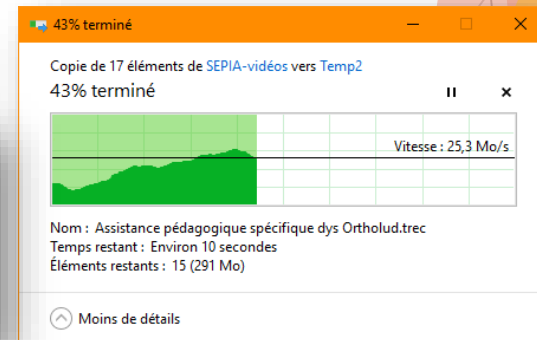 43% terminé
Copie de 17 éléments de SEPIA-vidéos vers Temp2
43% terminé
Vitesse : 25,3 Mo/s
Nom : Assistance pédagogique spécifique dys Ortholud.trec
Temps restant : Environ 10 secondes
Éléments restants : 15 (291 Mo)
Moins de détails